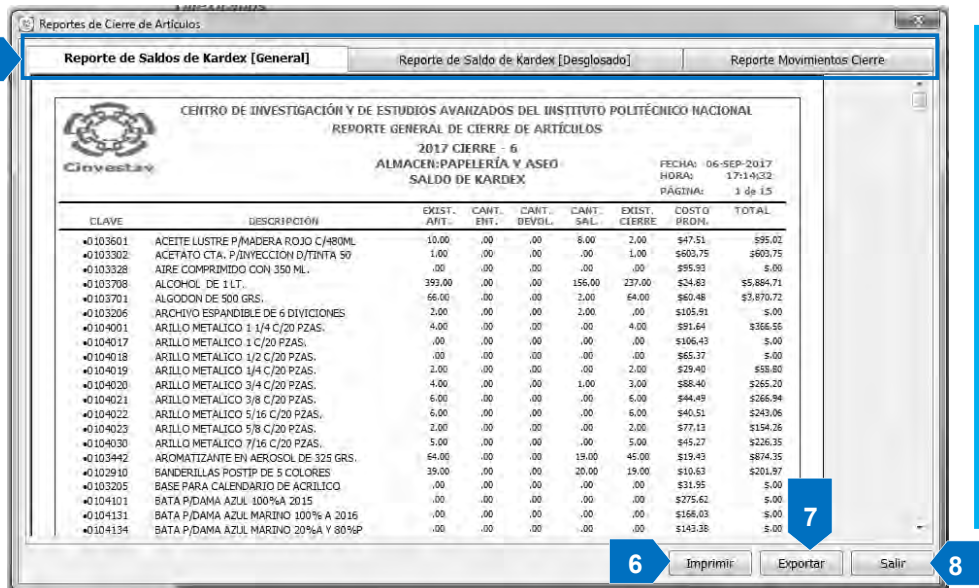 Reportes de Cierre de Artículos
Reporte de Saldos de Kardex [General] Reporte de Saldo de Kardex [Desglosado] Reporte Movimientos Cierre
CENTRO DE INVESTIGACIÓN Y DE ESTUDIOS AVANZADOS DEL INSTITUTO POLITÉCNICO NACIONAL
REPORTE GENERAL DE CIERRE DE ARTÍCULOS
2017 CIERRE - 6
Cinvestav
ALMACEN:PAPELERÍA Y ASEO
SALDO DE KARDEX
FECHA: 06-SEP-2017
HORA: 17:14:32
PÁGINA: 1 de 15
CLAVE DESCRIPCIÓN EXIST. ANT. CANT. ENT. CANT. DEVOL. CANT. SAL. EXIST. CIERRE COSTO PROM. TOTAL
•0103601 ACEITE LUSTRE P/MADERA ROJO C/480ML 10.00 .00 .00 8.00 2.00 $47.51 $95.02
•0103302 ACETATO CTA. P/INYECCION D/TINTA 50 1.00 .00 .00 .00 1.00 $603.75 $603.75
•0103328 AIRE COMPRIMIDO CON 350 ML. .00 .00 .00 .00 .00 $95.93 $.00
•0103708 ALCOHOL DE 1 LT. 393.00 .00 .00 156.00 237.00 $24.83 $5,884.71
•0103701 ALGODON DE 500 GRS. 66.00 .00 .00 2.00 64.00 $60.48 $3,870.72
•0103206 ARCHIVO ESPANDIBLE DE 6 DIVICIONES 2.00 .00 .00 2.00 .00 $105.91 $.00
•0104001 ARILLO METALICO 1 1/4 C/20 PZAS. 4.00 .00 .00 .00 4.00 $91.64 $366.56
•0104017 ARILLO METALICO 1 C/20 PZAS. .00 .00 .00 .00 .00 $106.43 $.00
•0104018 ARILLO METALICO 1/2 C/20 PZAS. .00 .00 .00 .00 .00 $65.37 $.00
•0104019 ARILLO METALICO 1/4 C/20 PZAS. 2.00 .00 .00 .00 2.00 $29.40 $58.80
•0104020 ARILLO METALICO 3/4 C/20 PZAS. 4.00 .00 .00 1.00 3.00 $88.40 $265.20
•0104021 ARILLO METALICO 3/8 C/20 PZAS. 6.00 .00 .00 .00 6.00 $44.49 $266.94
•0104022 ARILLO METALICO 5/16 C/20 PZAS. 6.00 .00 .00 .00 6.00 $40.51 $243.06
•0104023 ARILLO METALICO 5/8 C/20 PZAS. 2.00 .00 .00 .00 2.00 $77.13 $154.26
•0104030 ARILLO METALICO 7/16 C/20 PZAS. 5.00 .00 .00 .00 5.00 $45.27 $226.35
•0103442 AROMATIZANTE EN AEROSOL DE 325 GRS. 64.00 .00 .00 19.00 45.00 $19.43 $874.35
•0102910 BANDERILLAS POSTIP DE 5 COLORES 39.00 .00 .00 20.00 19.00 $10.63 $201.97
•0103205 BASE PARA CALENDARIO DE ACRILICO .00 .00 .00 .00 .00 $31.95 $.00
•0104101 BATA P/DAMA AZUL 100%A 2015 .00 .00 .00 .00 .00 $275.62 $.00
•0104131 BATA P/DAMA AZUL MARINO 100% A 2016 .00 .00 .00 .00 .00 $166.03 $.00
•0104134 BATA P/DAMA AZUL MARINO 20%A Y 80%P .00 .00 .00 .00 .00 $143.38 $.00
7
6 Imprimir Exportar Salir 8